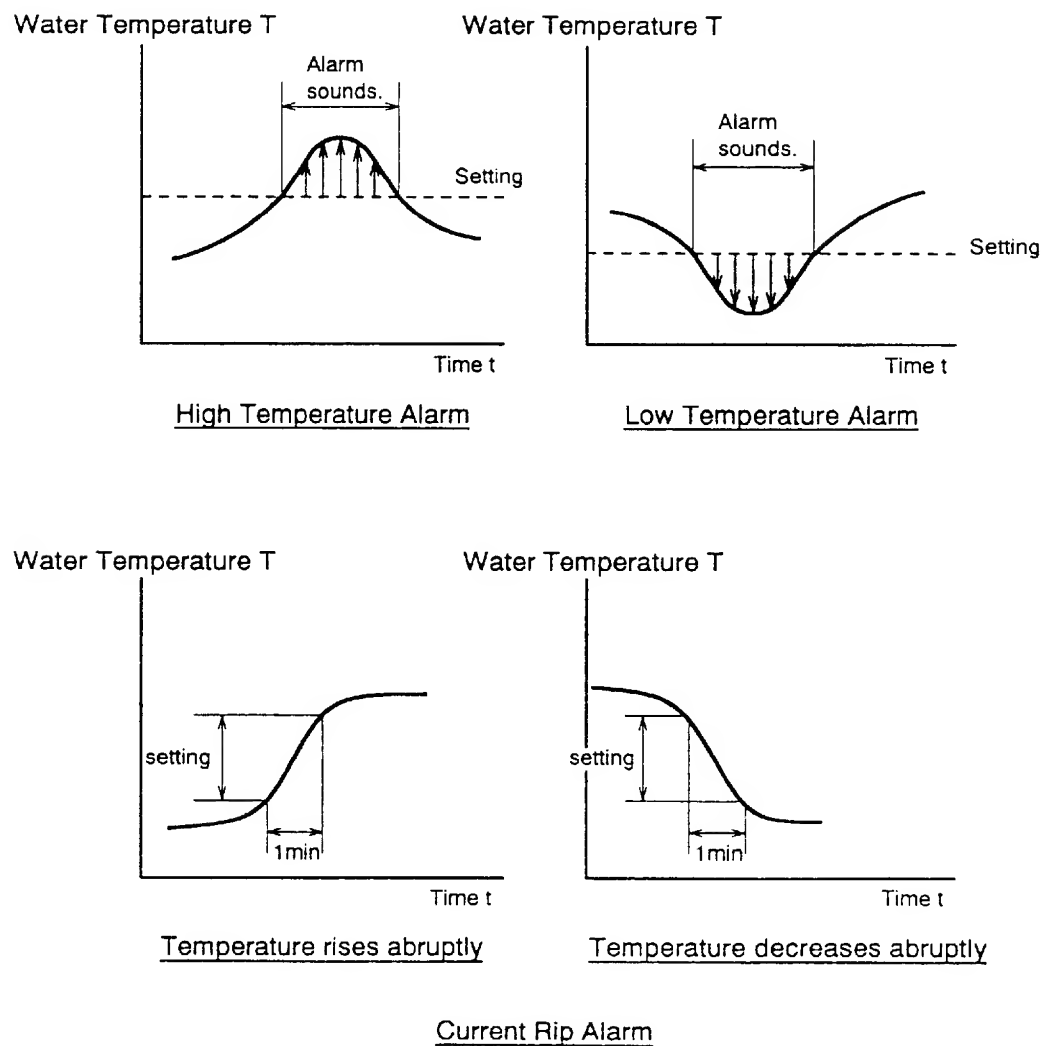 Water Temperature T
Alarm
sounds.
Setting
Time t
High Temperature Alarm
Water Temperature T
Alarm
sounds.
Setting
Time t
Low Temperature Alarm
Water Temperature T
setting
1min
Time t
Temperature rises abruptly
Water Temperature T
setting
1min
Time t
Temperature decreases abruptly
Current Rip Alarm